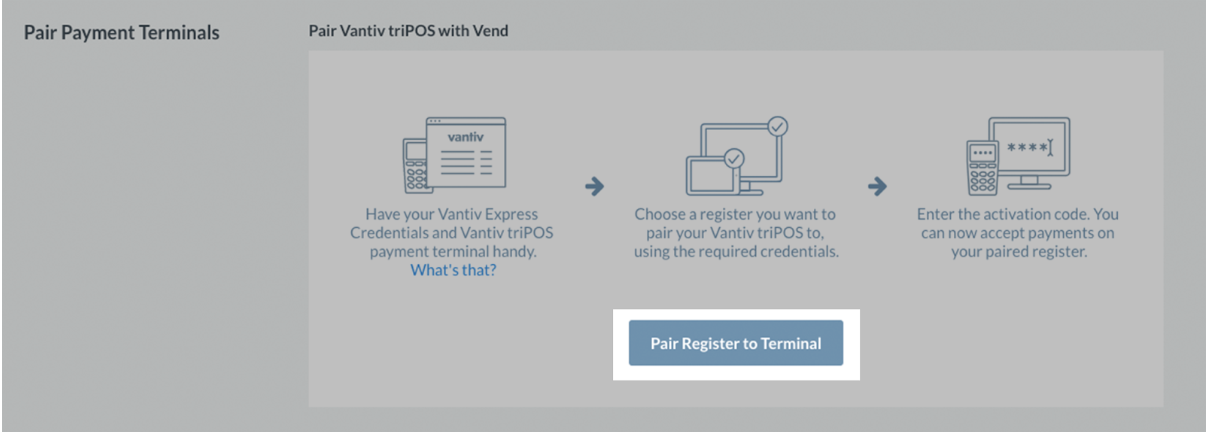 Pair Payment Terminals
Pair Vantiv triPOS with Vend
vantiv
Have your Vantiv Express
Credentials and Vantiv triPOS
payment terminal handy.
What's that?
Choose a register you want to
pair your Vantiv triPOS to,
using the required credentials.
****
Enter the activation code. You
can now accept payments on
your paired register.
Pair Register to Terminal